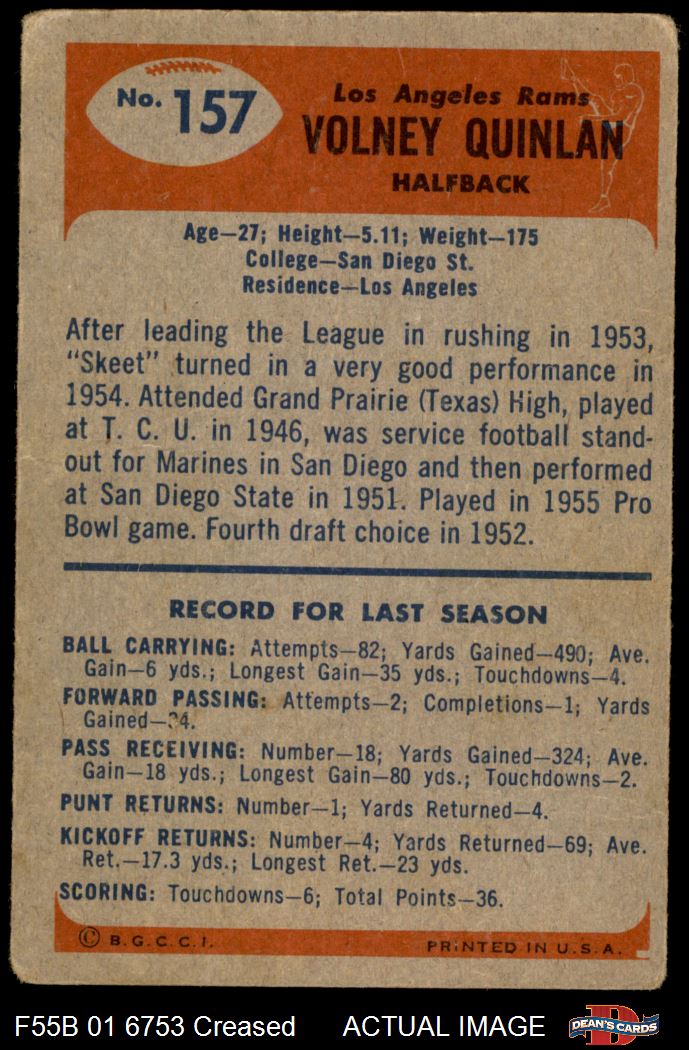 No. 157
Los Angeles Rams
VOLNEY QUINLAN
HALFBACK
Age—27; Height—5.11; Weight—175
College—San Diego St.
Residence—Los Angeles
After leading the League in rushing in 1953,
“Skeet” turned in a very good performance in
1954. Attended Grand Prairie (Texas) High, played
at T. C. U. in 1946, was service football stand-
out for Marines in San Diego and then performed
at San Diego State in 1951. Played in 1955 Pro
Bowl game. Fourth draft choice in 1952.
RECORD FOR LAST SEASON
BALL CARRYING: Attempts—82; Yards Gained—490; Ave.
Gain—6 yds.; Longest Gain—35 yds.; Touchdowns—4.
FORWARD PASSING: Attempts—2; Completions—1; Yards
Gained—
PASS RECEIVING: Number—18; Yards Gained—324; Ave.
Gain—18 yds.; Longest Gain—80 yds.; Touchdowns—2.
PUNT RETURNS: Number—1; Yards Returned—4.
KICKOFF RETURNS: Number—4; Yards Returned—69; Ave.
Ret.—17.3 yds.; Longest Ret.—23 yds.
SCORING: Touchdowns—6; Total Points—36.
© B.G.C.C.I. PRINTED IN U.S.A.
F55B 01 6753 Creased ACTUAL IMAGE D DEAN'S CARDS